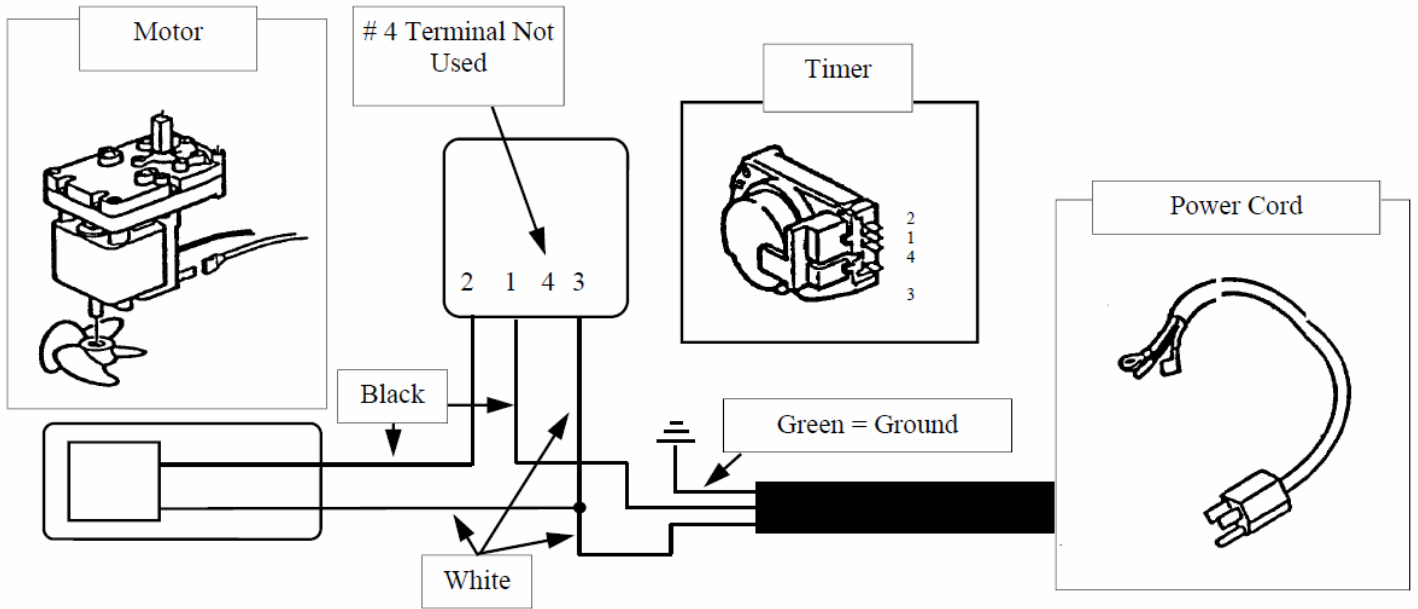 Motor
# 4 Terminal Not
Used
Timer
Power Cord
2
1
4
3
2 1 4 3
Black
Green = Ground
White